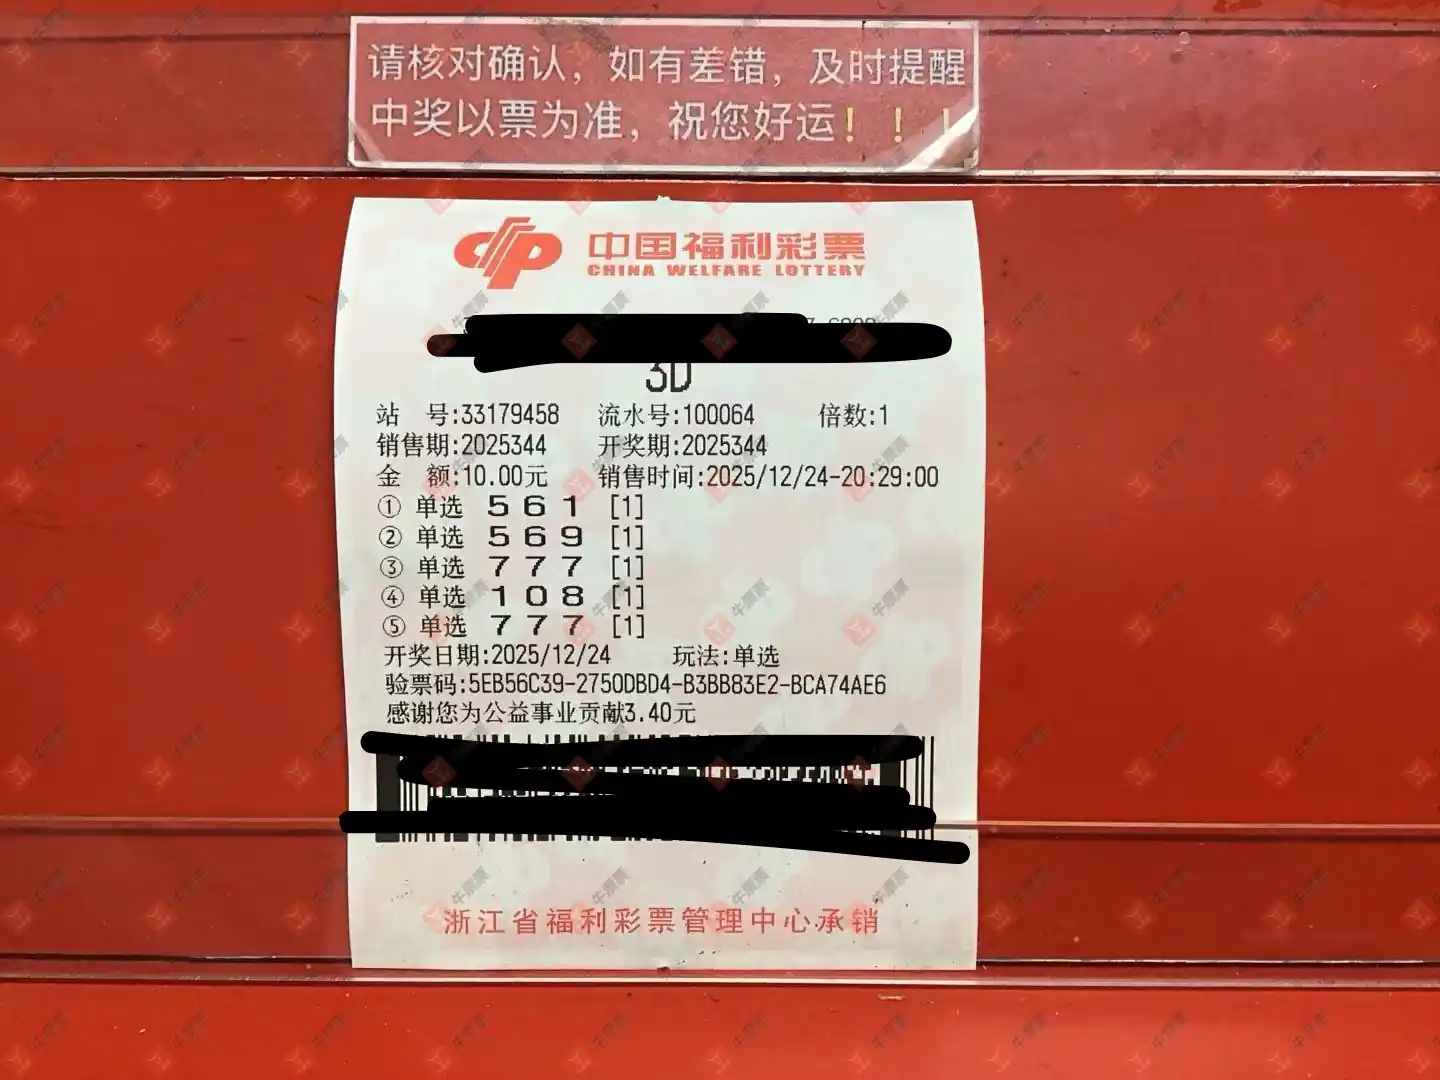 请核对确认，如有差错，及时提醒
中奖以票为准，祝您好运！！！
中国福利彩票
CHINA WELFARE LOTTERY
3D
站 号:33179458 流水号:100064 倍数:1
销售期:2025344 开奖期:2025344
金 额:10.00元 销售时间:2025/12/24-20:29:00
① 单选 5 6 1 [1]
② 单选 5 6 9 [1]
③ 单选 7 7 7 [1]
④ 单选 1 0 8 [1]
⑤ 单选 7 7 7 [1]
开奖日期:2025/12/24 玩法:单选
验票码:5EB56C39-2750DBD4-B3BB83E2-BCA74AE6
感谢您为公益事业贡献3.40元
浙江省福利彩票管理中心承销
牛票票